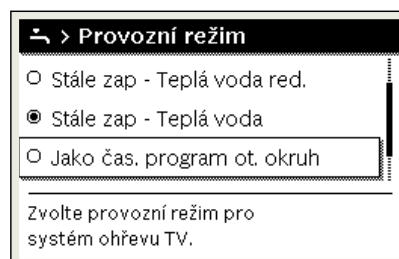 > Provozní režim
Stále zap - Teplá voda red.
Stále zap - Teplá voda
Jako čas. program ot. okruh
Zvolte provozní režim pro
systém ohřevu TV.